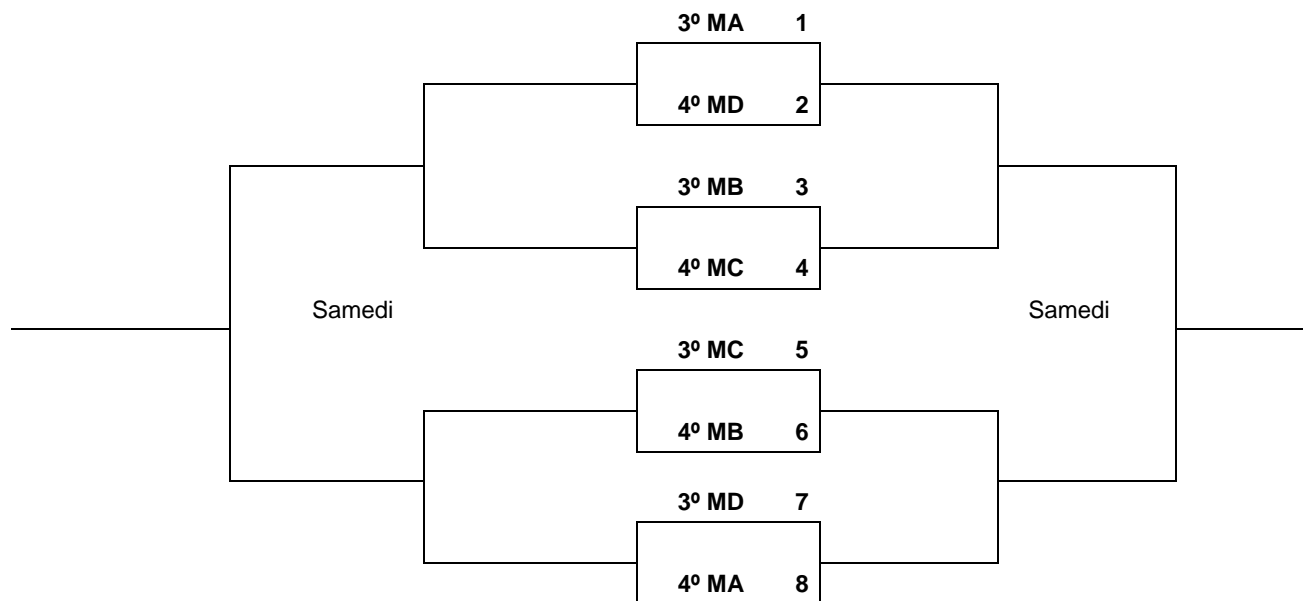 3º MA 1
4º MD 2
3º MB 3
4º MC 4
Samedi Samedi
3º MC 5
4º MB 6
3º MD 7
4º MA 8